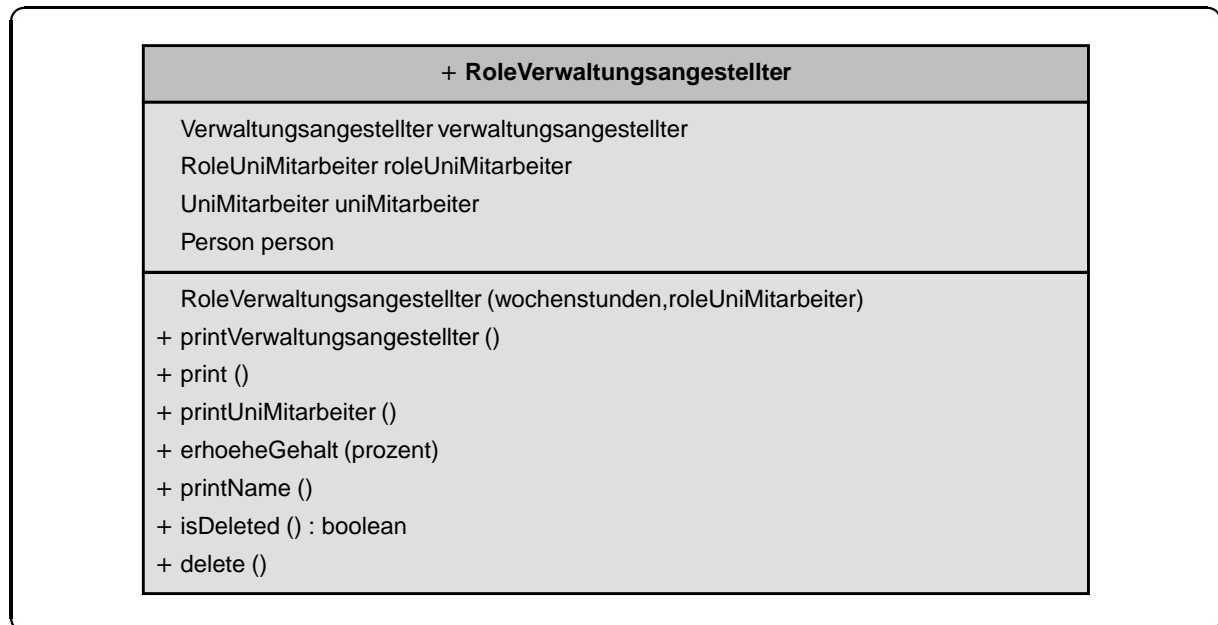 + RoleVerwaltungsangestellter
Verwaltungsangestellter verwaltungsangestellter
RoleUniMitarbeiter roleUniMitarbeiter
UniMitarbeiter uniMitarbeiter
Person person
RoleVerwaltungsangestellter (wochenstunden,roleUniMitarbeiter)
+ printVerwaltungsangestellter ()
+ print ()
+ printUniMitarbeiter ()
+ erhoeheGehalt (prozent)
+ printName ()
+ isDeleted () : boolean
+ delete ()